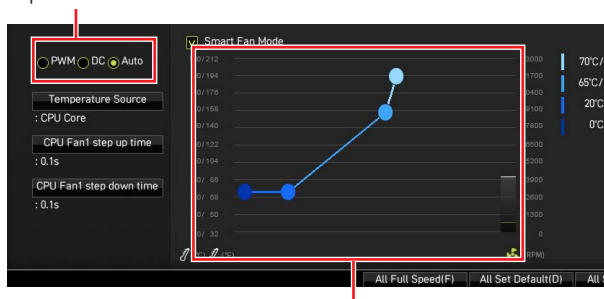 PWM DC Auto
Temperature Source
: CPU Core
CPU Fan1 step up time
: 0.1s
CPU Fan1 step down time
: 0.1s
Smart Fan Mode
0/212
0/194
0/176
0/158
0/140
0/122
0/104
0/ 86
0/ 68
0/ 50
0/ 32
(°C) (°F)
3000
1700
0400
9100
7800
6500
5200
3900
2600
1300
0
(RPM)
70°C/
65°C/
20°C
0°C
All Full Speed(F)
All Set Default(D)
All